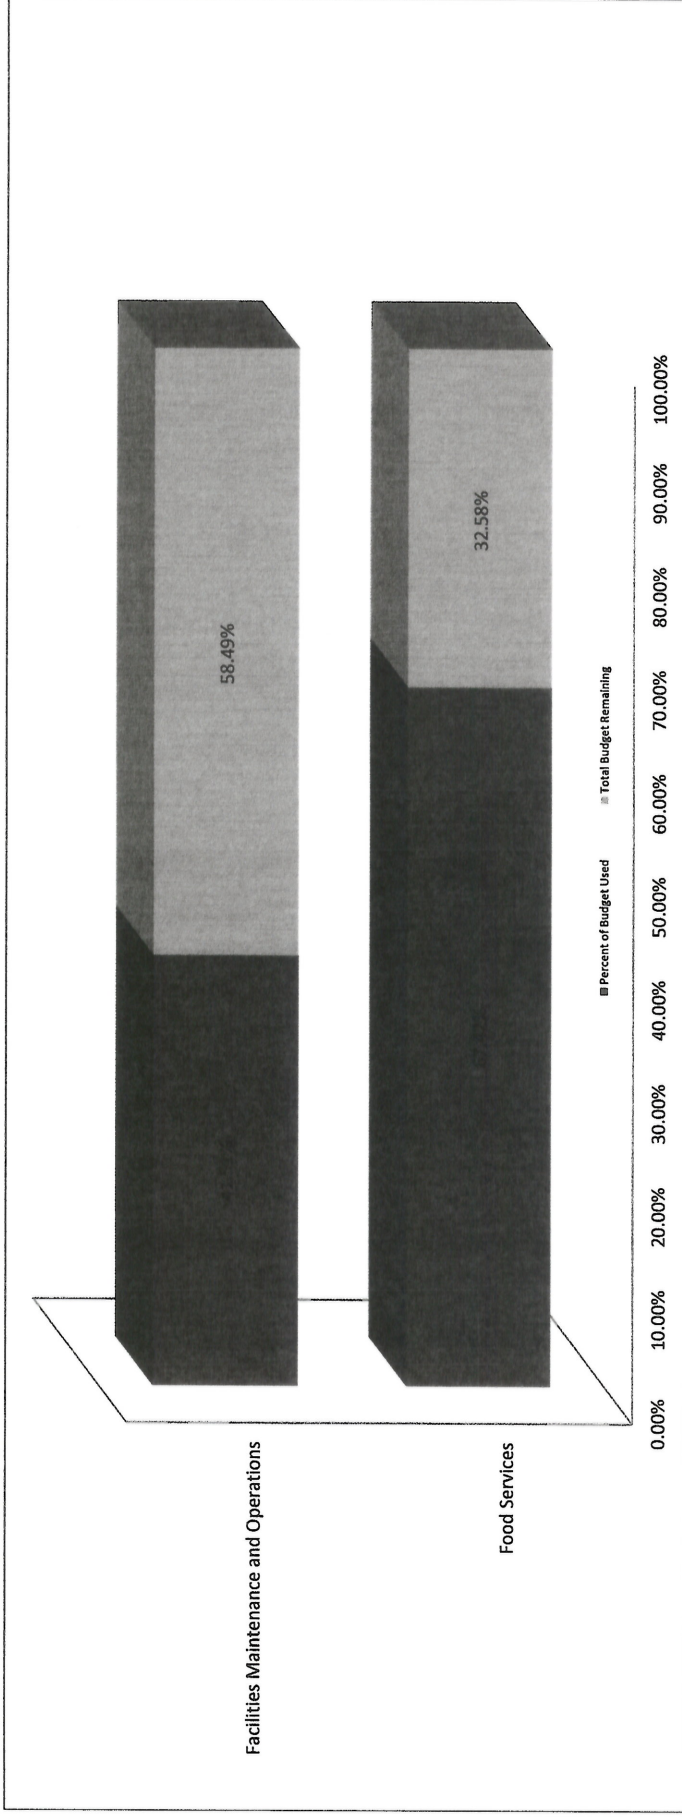 Facilities Maintenance and Operations
58.49%
Food Services
32.58%
■ Percent of Budget Used ■ Total Budget Remaining
0.00% 10.00% 20.00% 30.00% 40.00% 50.00% 60.00% 70.00% 80.00% 90.00% 100.00%